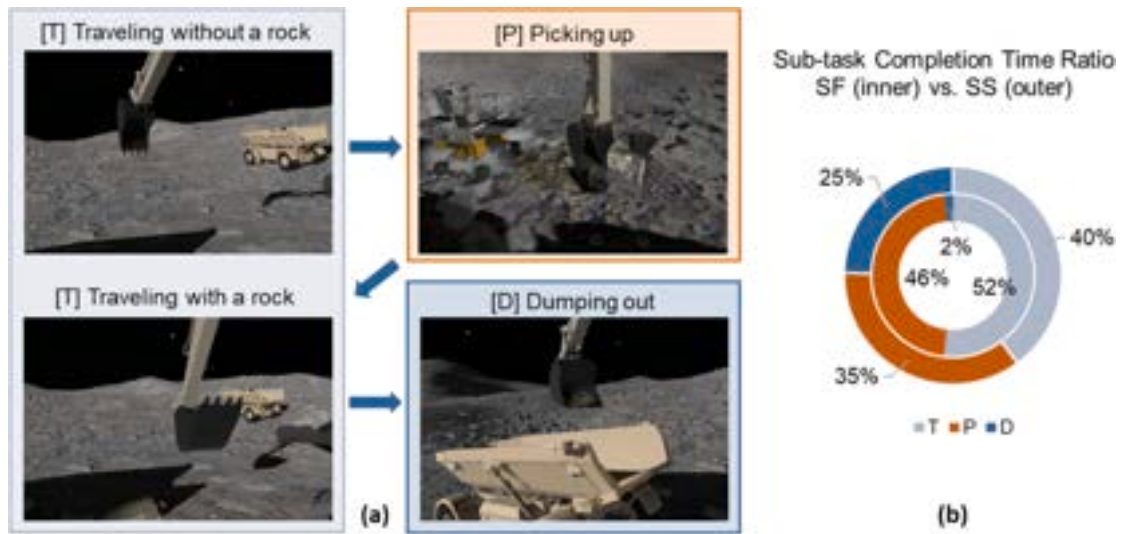 [T] Traveling without a rock
[P] Picking up
[T] Traveling with a rock
[D] Dumping out
(a)
Sub-task Completion Time Ratio
SF (inner) vs. SS (outer)
25%
40%
2%
46%
52%
35%
T P D
(b)